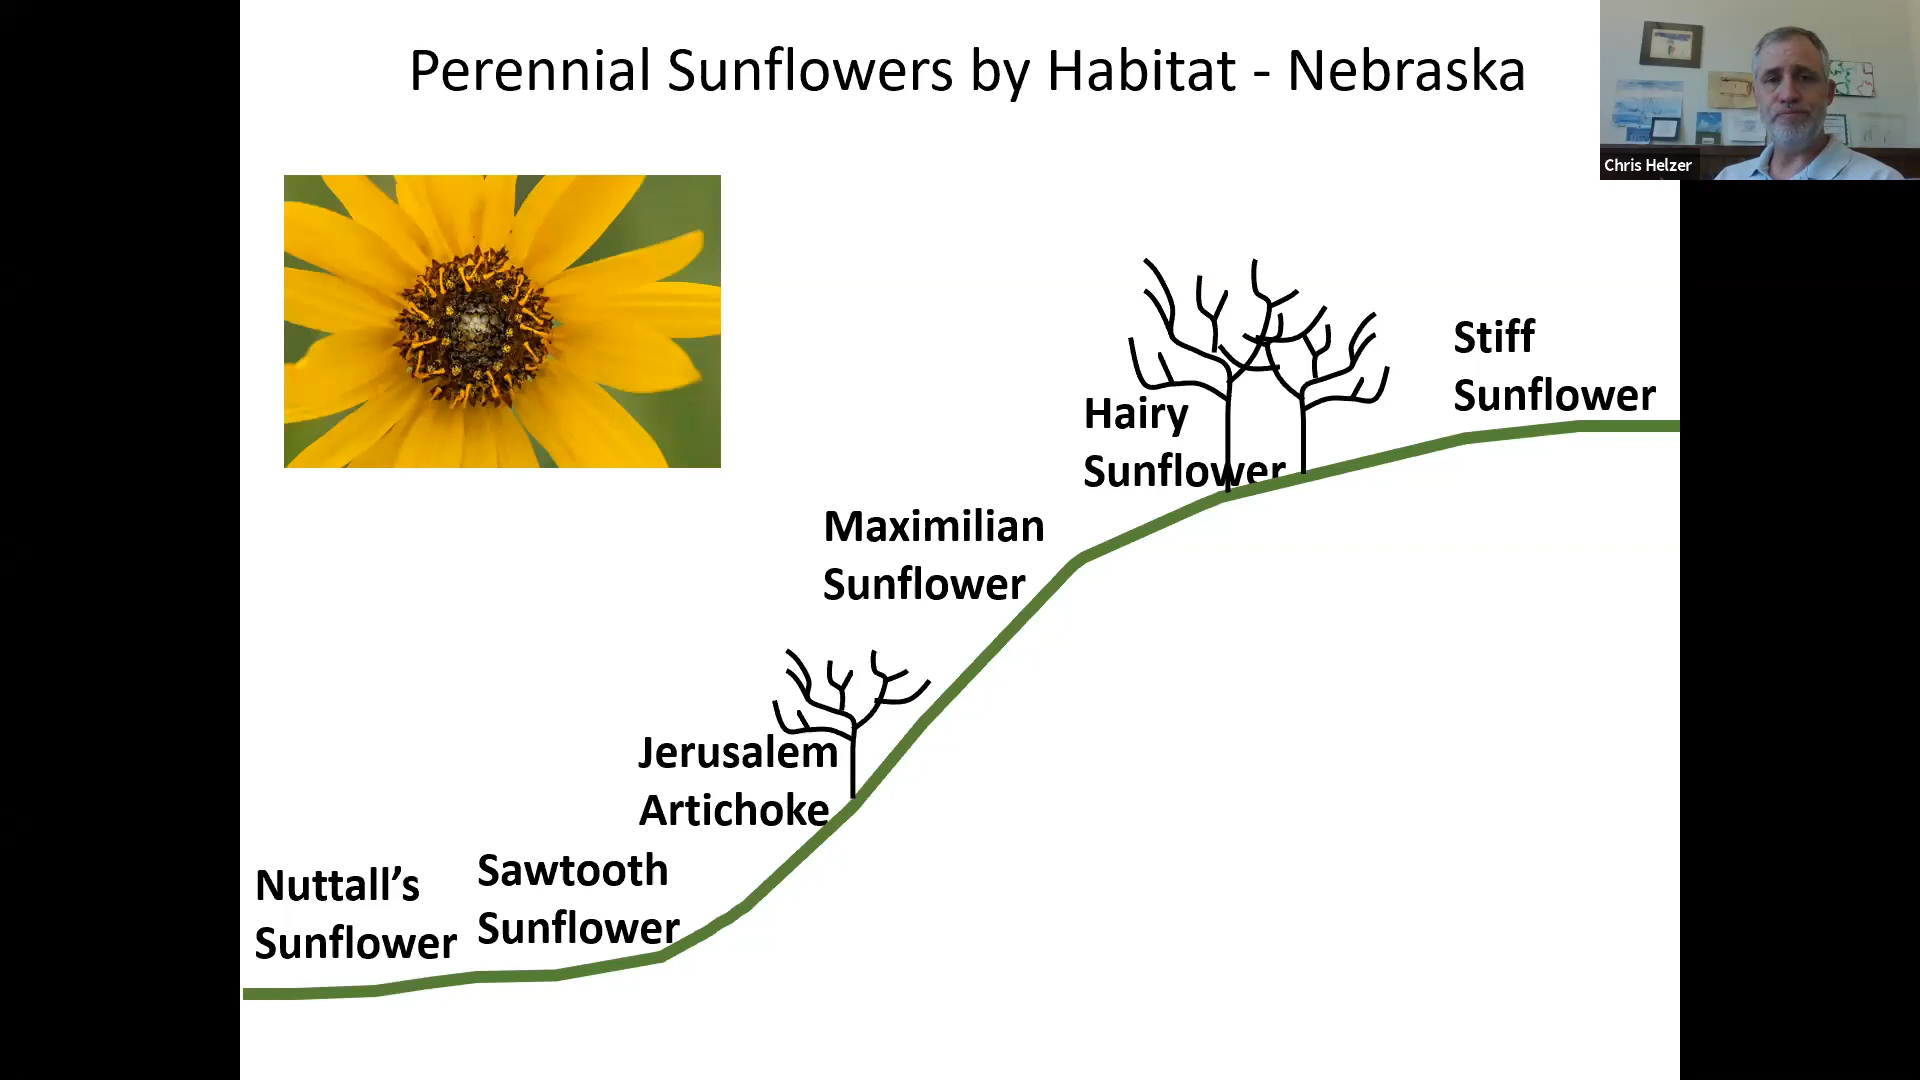 Perennial Sunflowers by Habitat - Nebraska
Chris Helzer
Stiff
Sunflower
Hairy
Sunflower
Maximilian
Sunflower
Jerusalem
Artichoke
Sawtooth
Sunflower
Nuttall’s
Sunflower